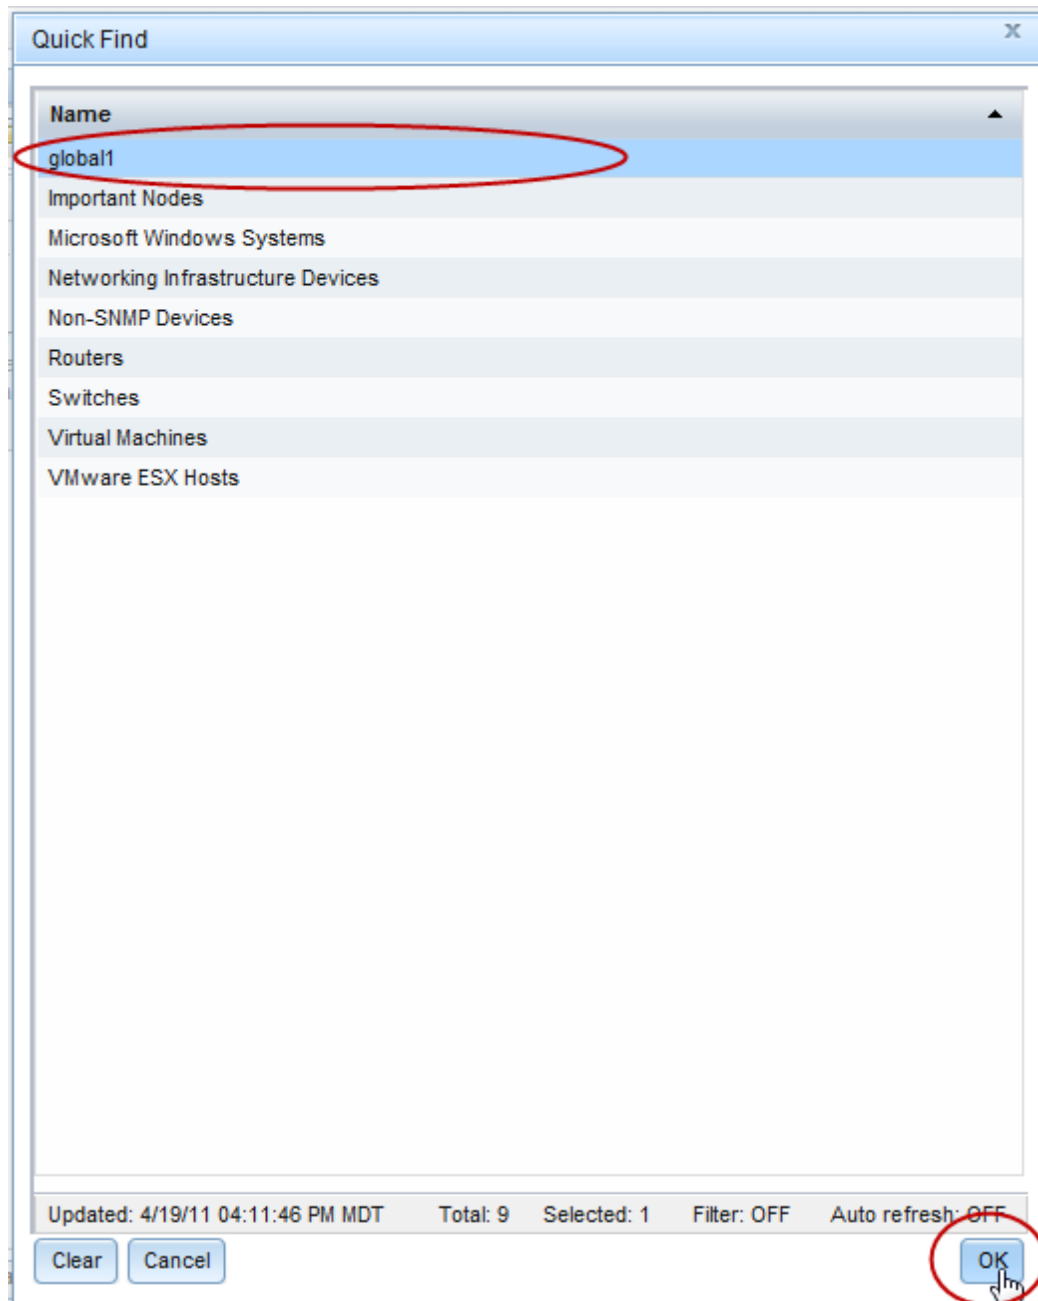 Quick Find
x
Name
global1
Important Nodes
Microsoft Windows Systems
Networking Infrastructure Devices
Non-SNMP Devices
Routers
Switches
Virtual Machines
VMware ESX Hosts
Updated: 4/19/11 04:11:46 PM MDT Total: 9 Selected: 1 Filter: OFF Auto refresh: OFF
Clear Cancel OK